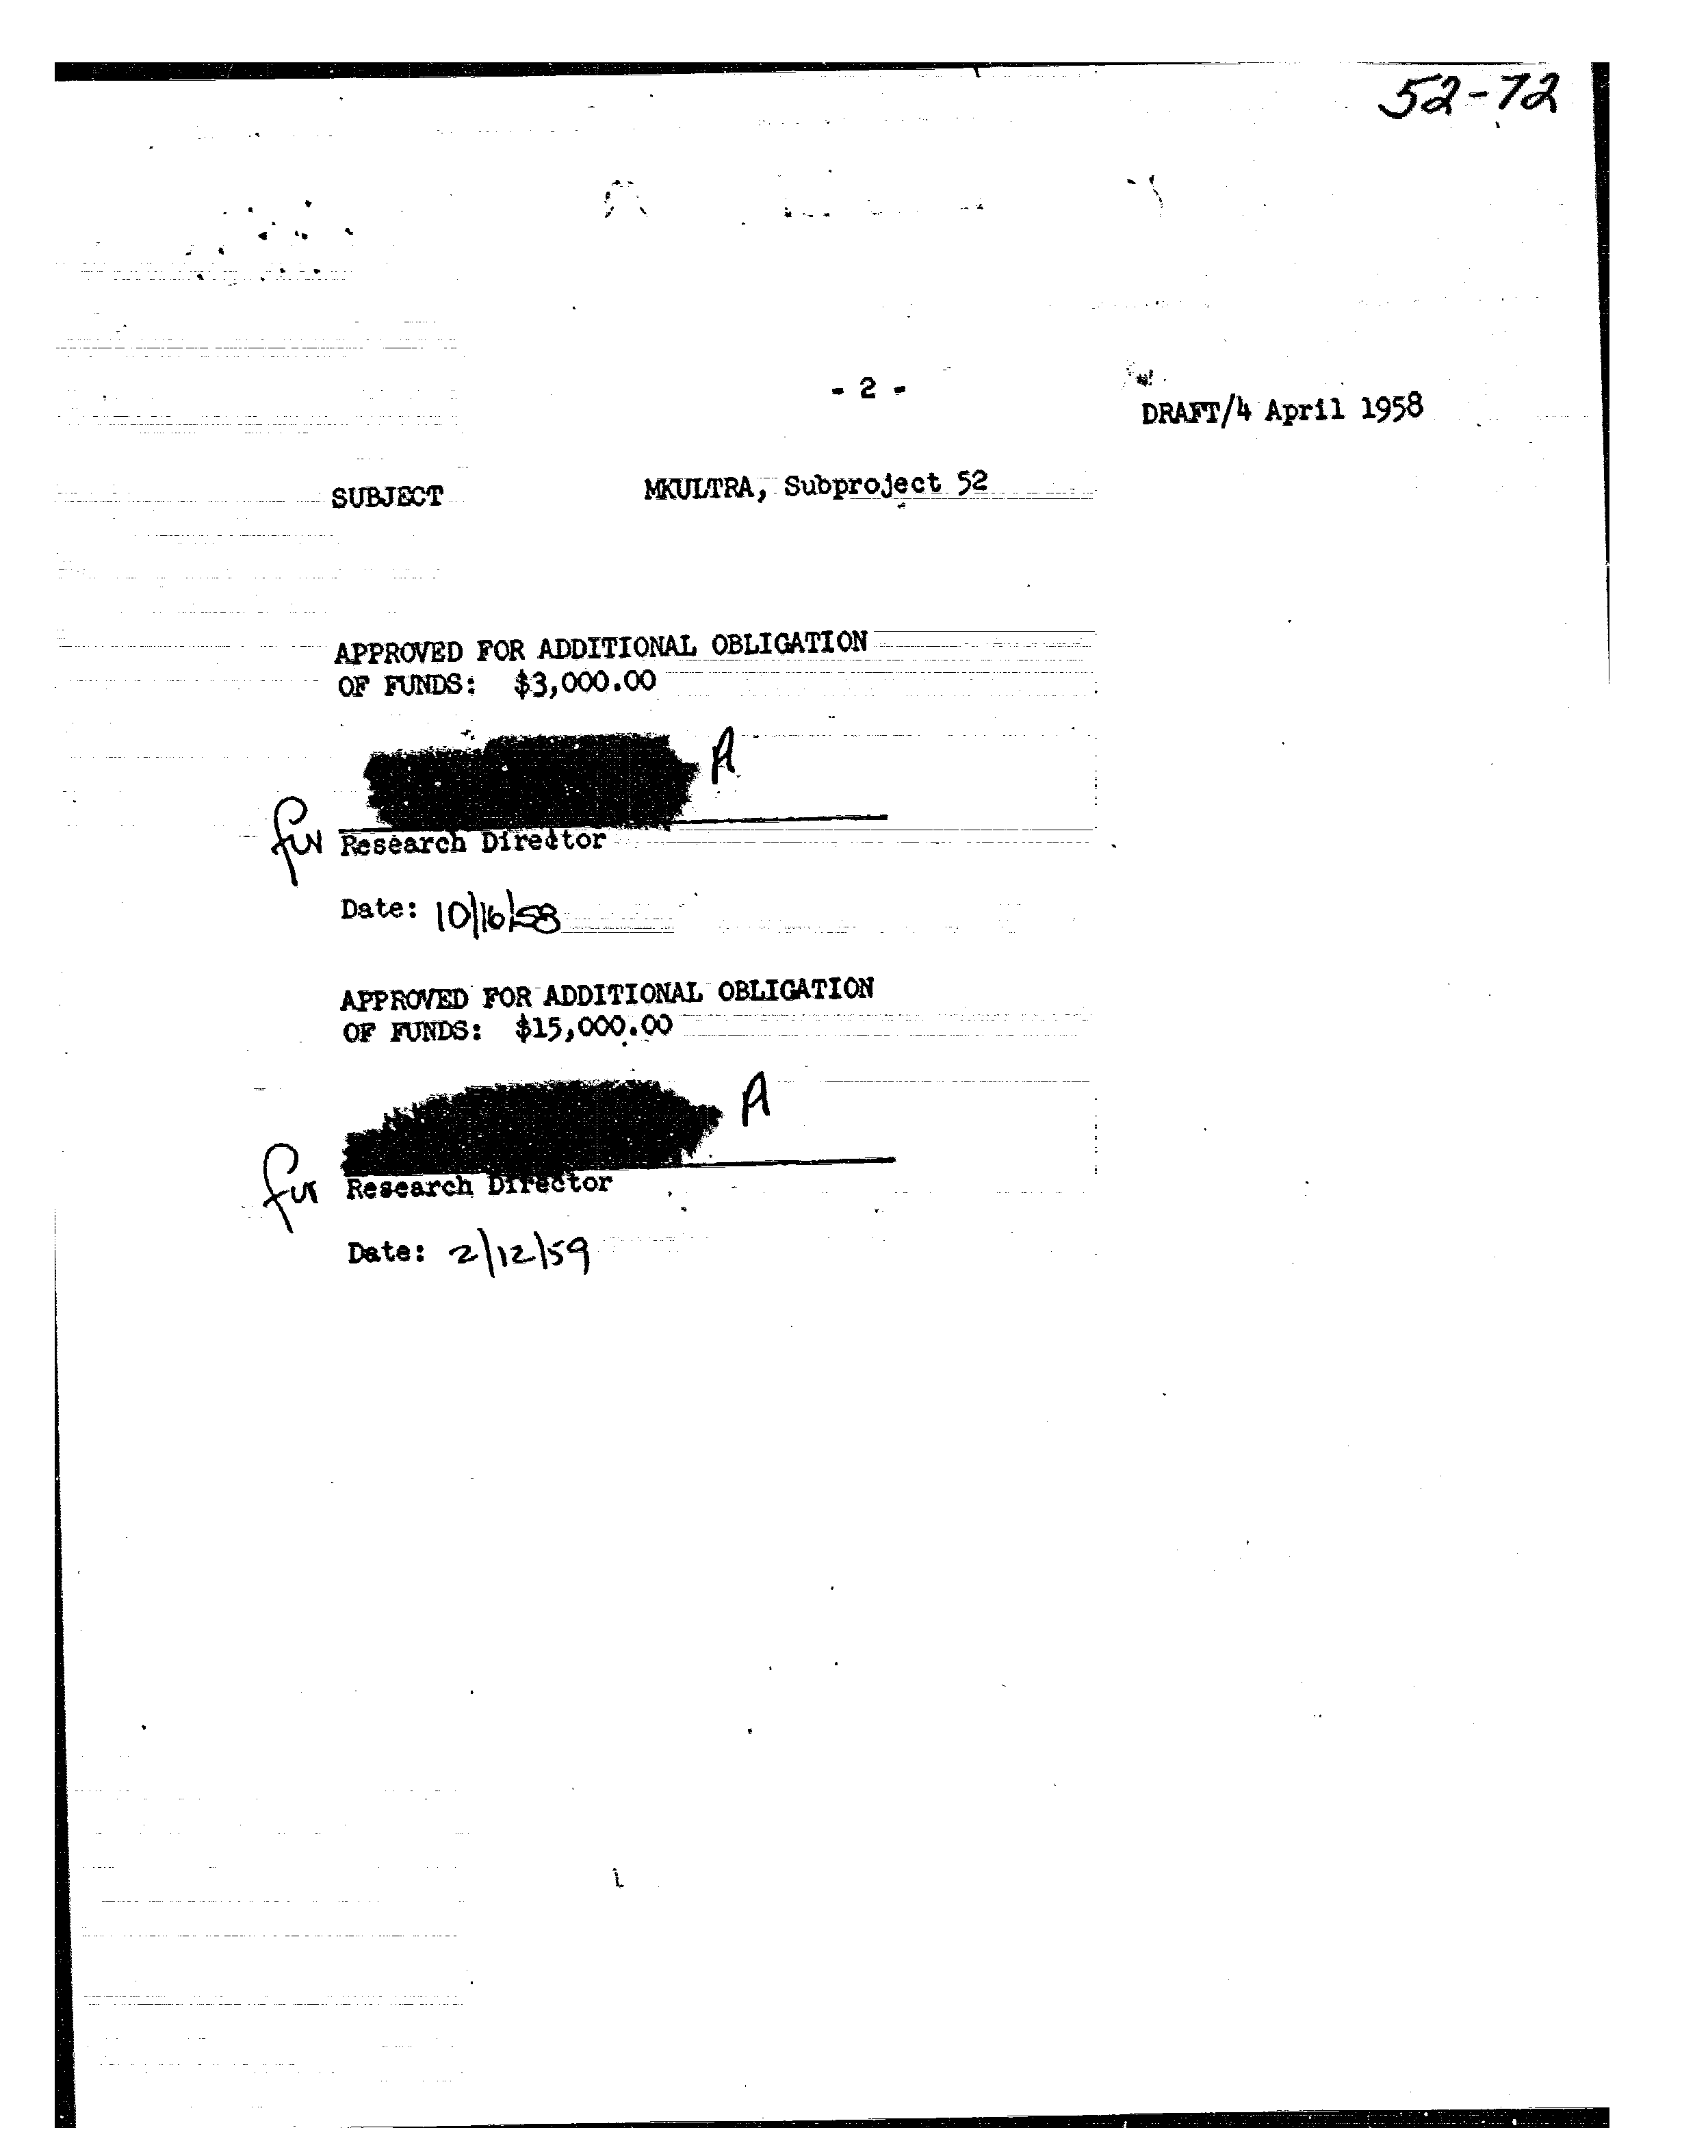 52-72
- 2 -
DRAFT/4 April 1958
SUBJECT MKULTRA, Subproject 52
APPROVED FOR ADDITIONAL OBLIGATION
OF FUNDS: $3,000.00
A
for Research Director
Date: 10/16/58
APPROVED FOR ADDITIONAL OBLIGATION
OF FUNDS: $15,000.00
A
for Research Director
Date: 2/12/59